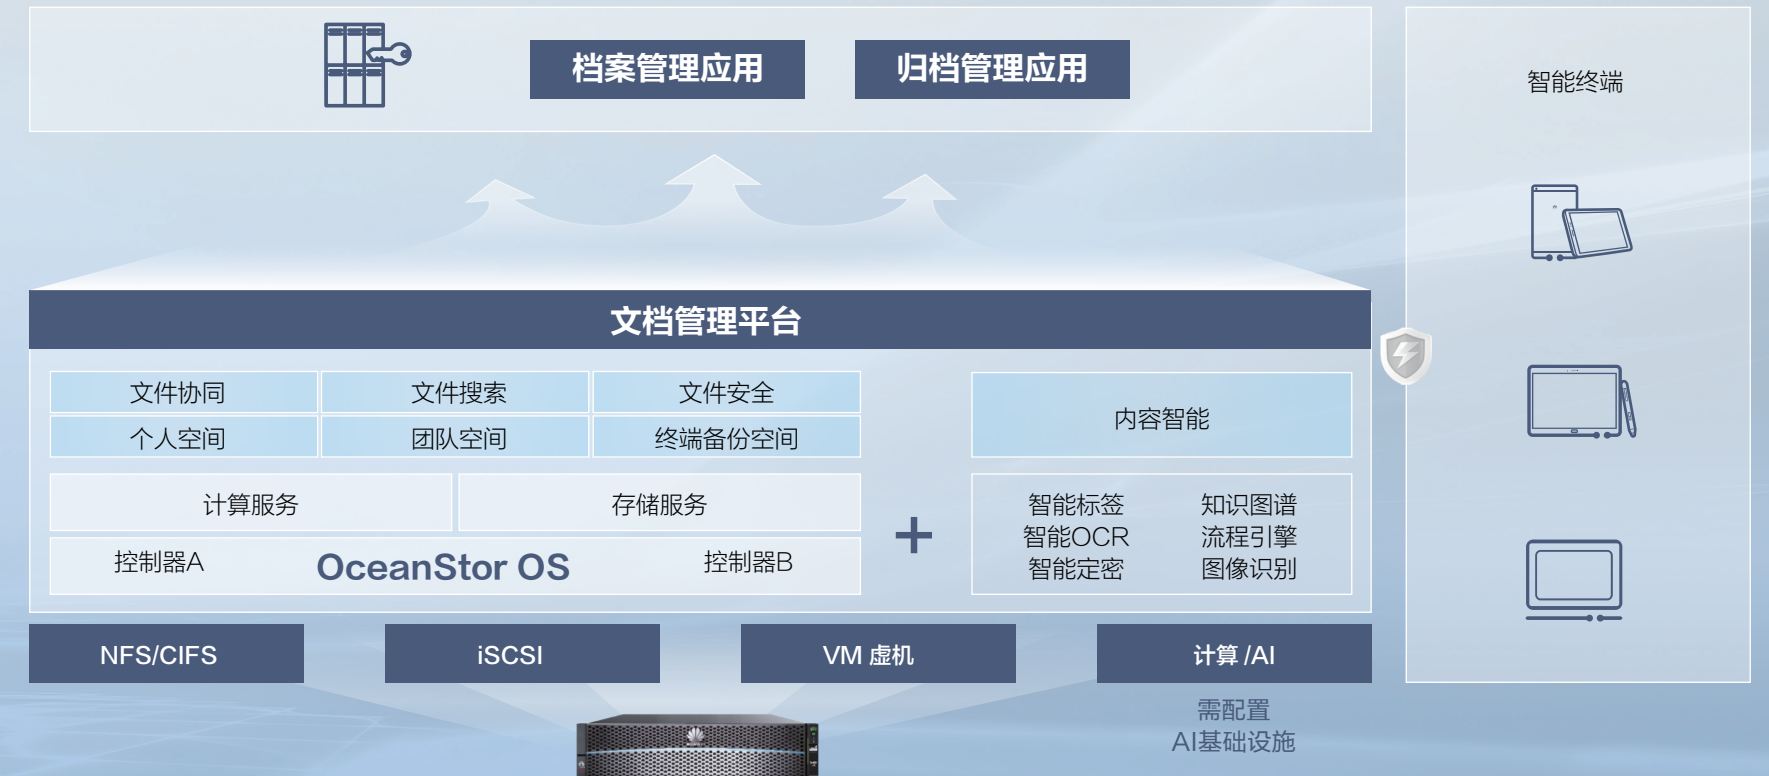 档案管理应用
归档管理应用
智能终端
文档管理平台
文件协同
文件搜索
文件安全
个人空间
团队空间
终端备份空间
内容智能
计算服务
存储服务
控制器A
OceanStor OS
控制器B
+
智能标签
知识图谱
智能OCR
流程引擎
智能定密
图像识别
NFS/CIFS
iSCSI
VM 虚机
计算 /AI
需配置
AI基础设施